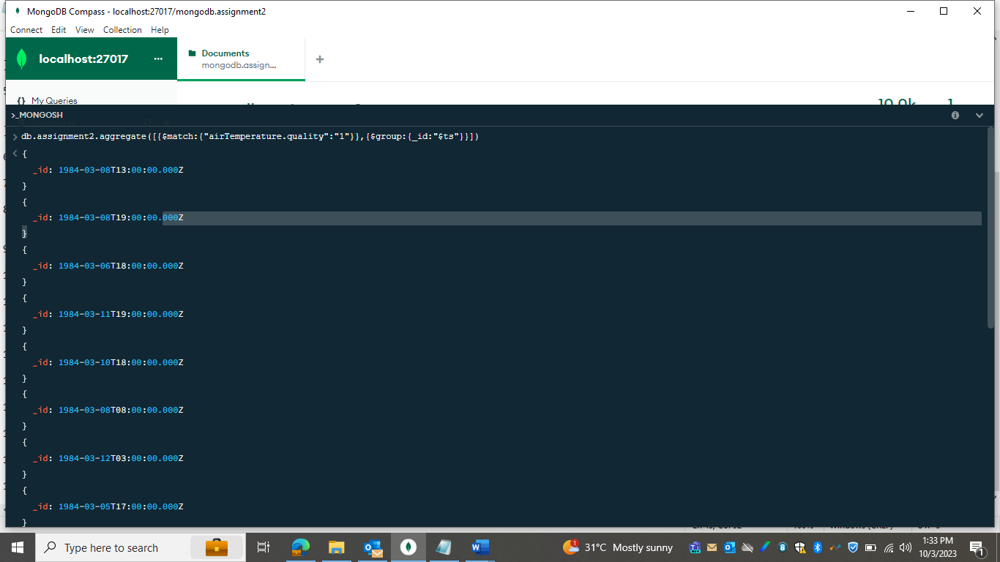 MongoDB Compass - localhost:27017/mongodb.assignment2
Connect Edit View Collection Help
localhost:27017 ...
Documents
mongodb.assign...
+
{} My Queries
10.0k 1
>_MONGOSH
db.assignment2.aggregate([{$match:{"airTemperature.quality":"1"}},{$group:{_id:"$ts"}}])
{
_id: 1984-03-08T13:00:00.000Z
}
{
_id: 1984-03-08T19:00:00.000Z
}
{
_id: 1984-03-06T18:00:00.000Z
}
{
_id: 1984-03-11T19:00:00.000Z
}
{
_id: 1984-03-10T18:00:00.000Z
}
{
_id: 1984-03-08T08:00:00.000Z
}
{
_id: 1984-03-12T03:00:00.000Z
}
{
_id: 1984-03-05T17:00:00.000Z
}
Type here to search
1
31°C Mostly sunny
1:33 PM
10/3/2023
1